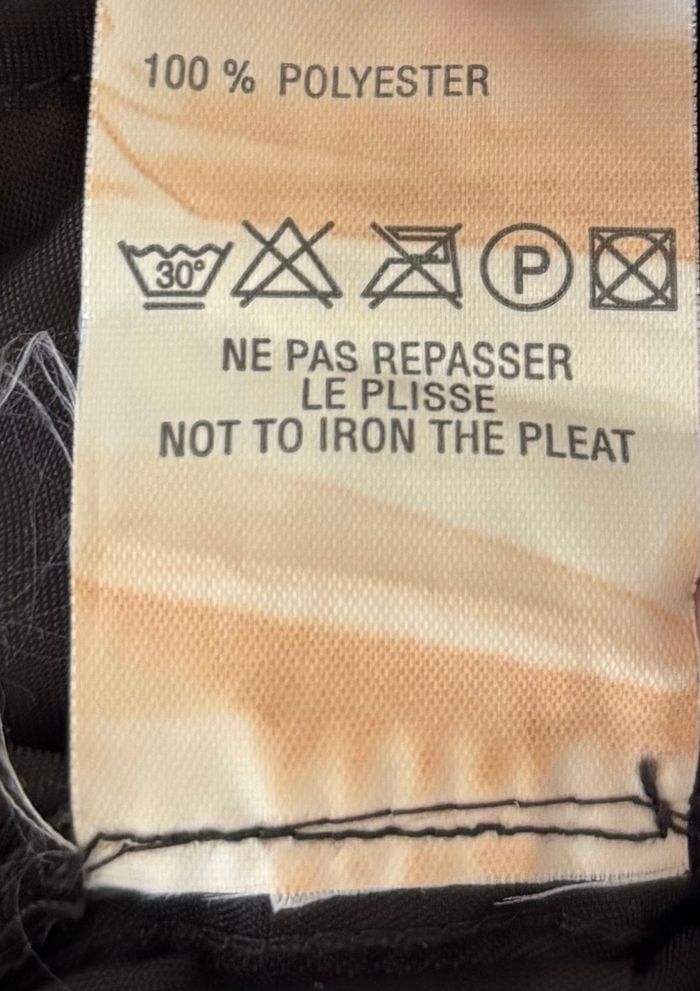 100 % POLYESTER
30° P
NE PAS REPASSER
LE PLISSE
NOT TO IRON THE PLEAT